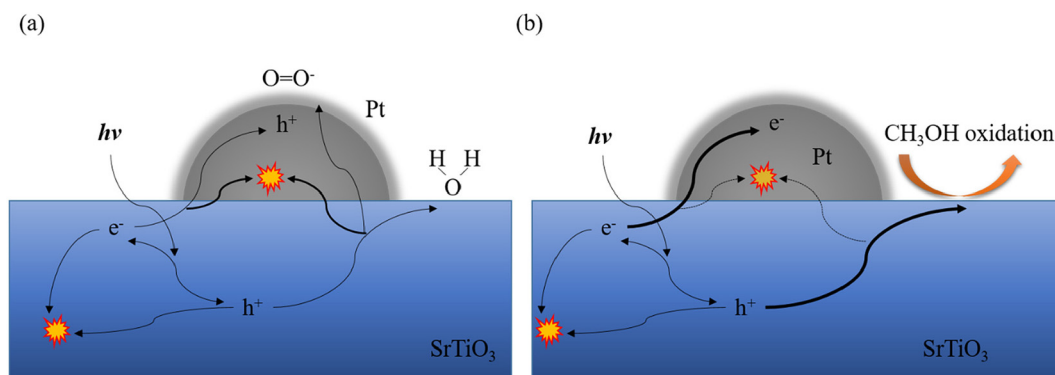 (a)
O=O⁻
Pt
h⁺
hν
H H
O
e⁻
h⁺
SrTiO₃
(b)
e⁻
Pt
hν
CH₃OH oxidation
e⁻
h⁺
SrTiO₃